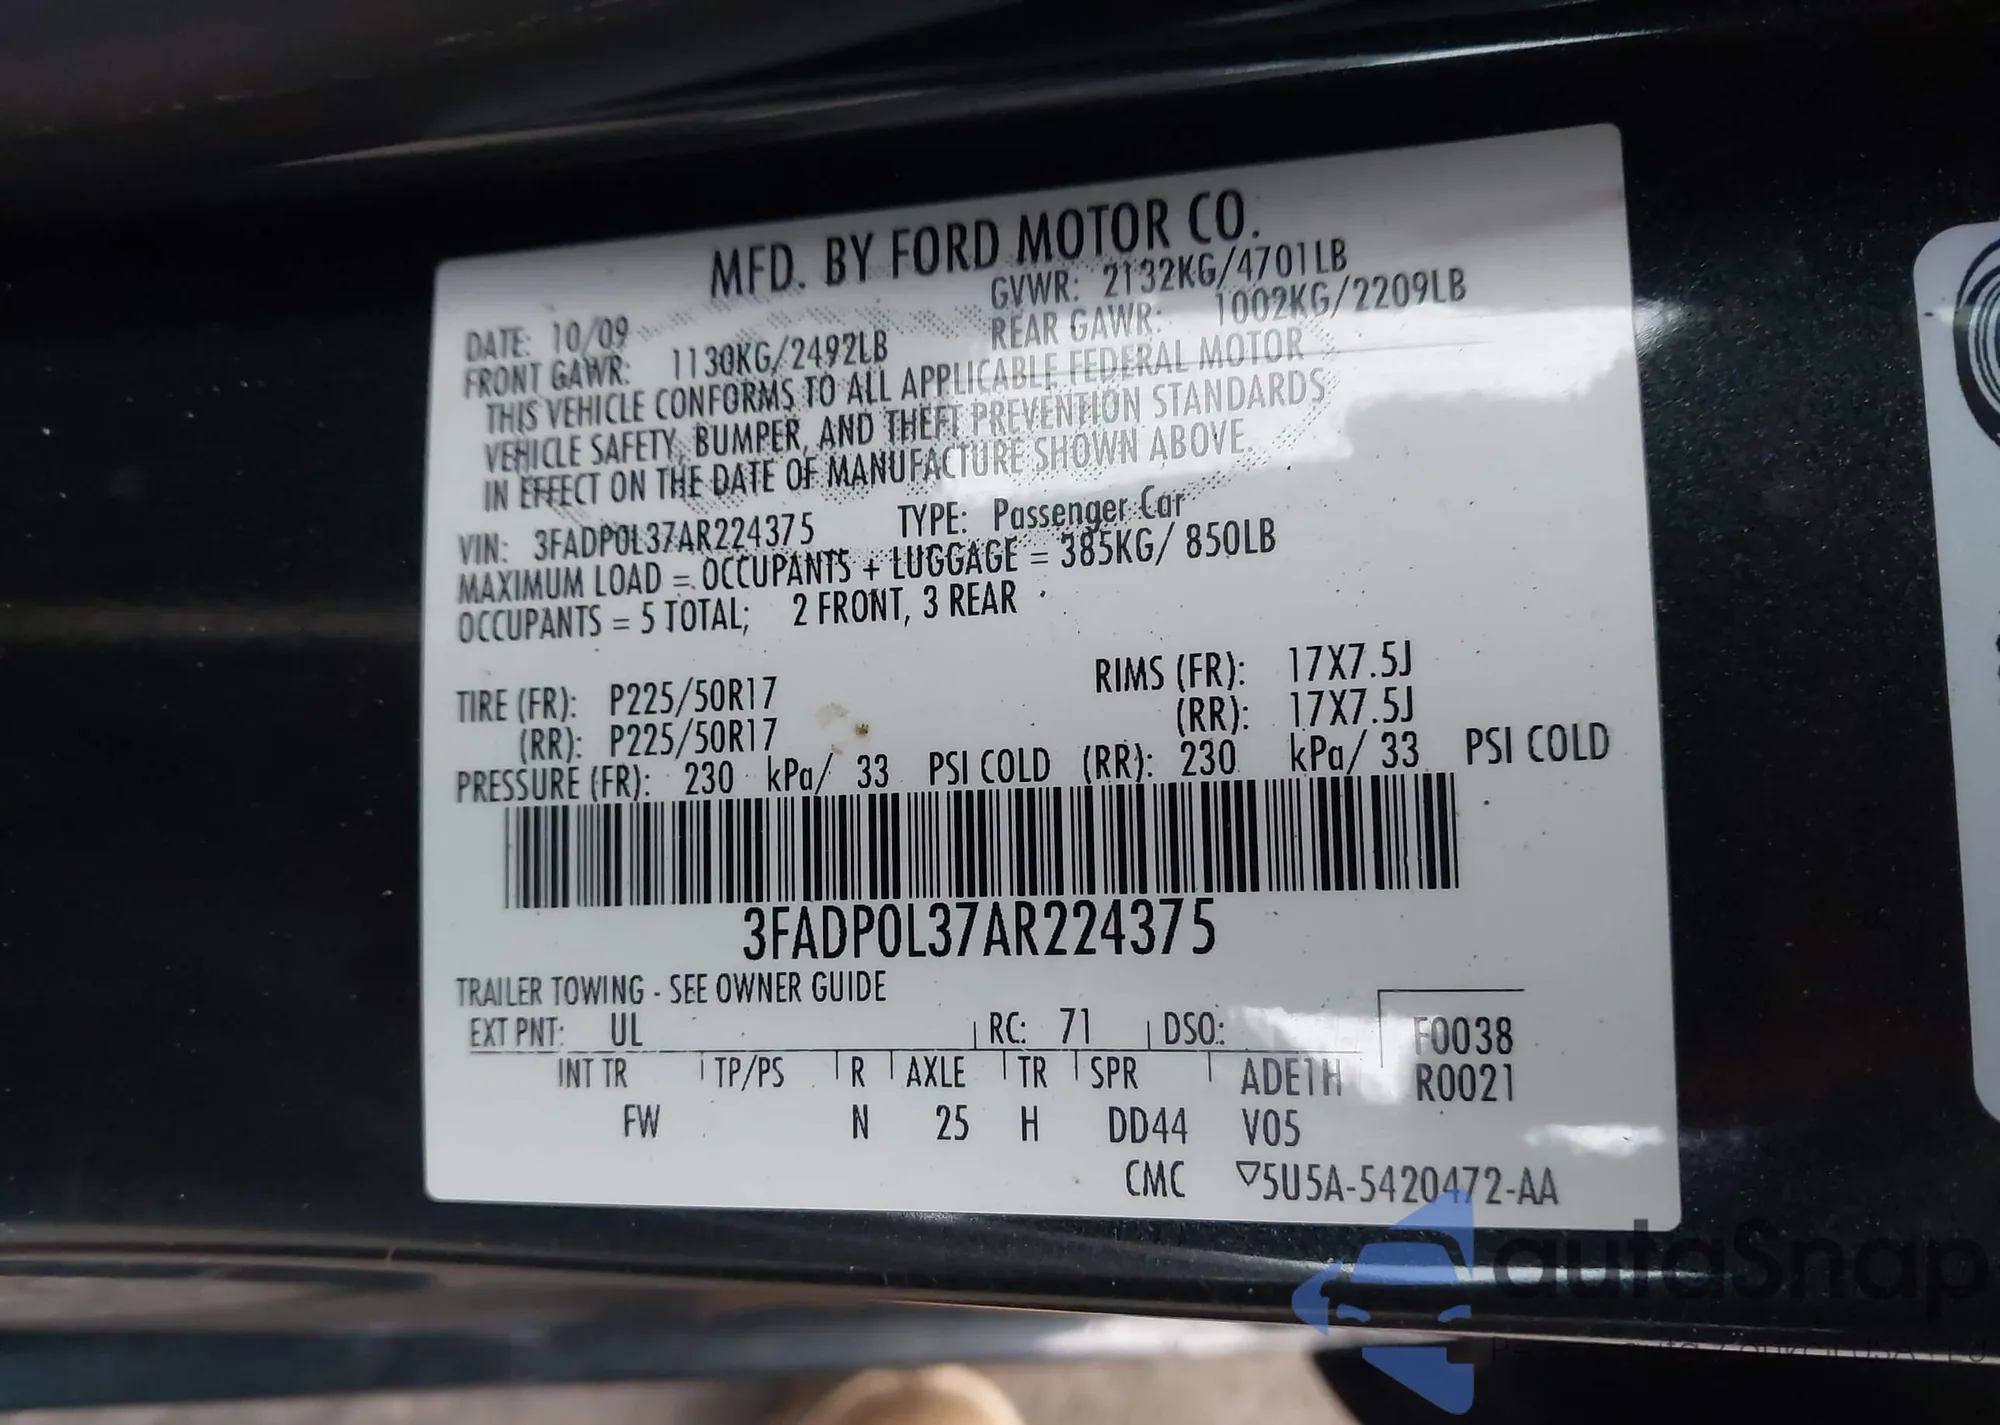 MFD. BY FORD MOTOR CO.
DATE: 10/09 GVWR: 2132KG/4701LB
FRONT GAWR: 1130KG/2492LB REAR GAWR: 1002KG/2209LB
THIS VEHICLE CONFORMS TO ALL APPLICABLE FEDERAL MOTOR
VEHICLE SAFETY, BUMPER, AND THEFT PREVENTION STANDARDS
IN EFFECT ON THE DATE OF MANUFACTURE SHOWN ABOVE.
VIN: 3FADP0L37AR224375 TYPE: Passenger Car
MAXIMUM LOAD = OCCUPANTS + LUGGAGE = 385KG/ 850LB
OCCUPANTS = 5 TOTAL; 2 FRONT, 3 REAR
TIRE (FR): P225/50R17 RIMS (FR): 17X7.5J
(RR): P225/50R17 (RR): 17X7.5J
PRESSURE (FR): 230 kPa/ 33 PSI COLD (RR): 230 kPa/ 33 PSI COLD
3FADP0L37AR224375
TRAILER TOWING - SEE OWNER GUIDE
EXT PNT: UL RC: 71 DSO: F0038
INT TR TP/PS R AXLE TR SPR ADE1H R0021
FW N 25 H DD44 V05
CMC ▽5U5A-5420472-AA
autaSnap